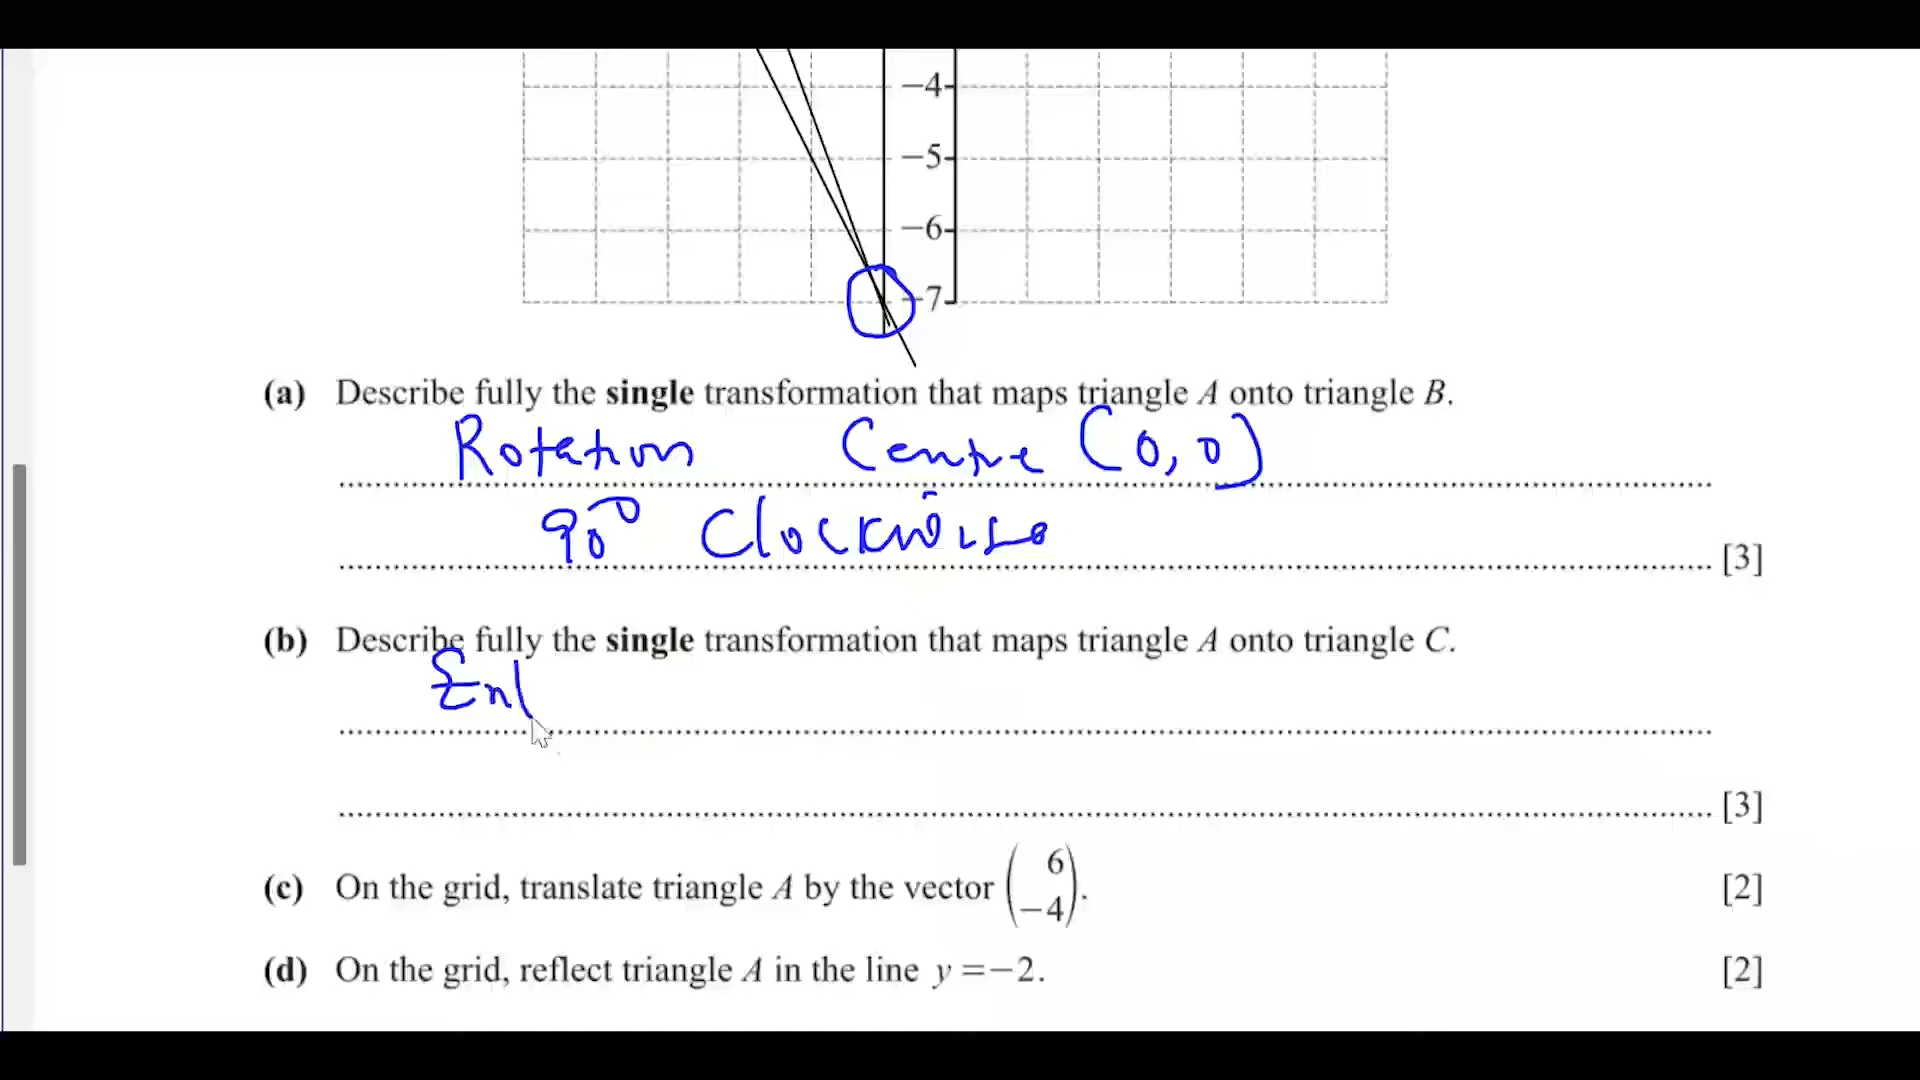 −4
−5
−6
−7
(a) Describe fully the single transformation that maps triangle A onto triangle B.
Rotation Centre (0,0)
90° Clockwise
[3]
(b) Describe fully the single transformation that maps triangle A onto triangle C.
Enl
[3]
(c) On the grid, translate triangle A by the vector (6 −4). [2]
(d) On the grid, reflect triangle A in the line y = −2. [2]